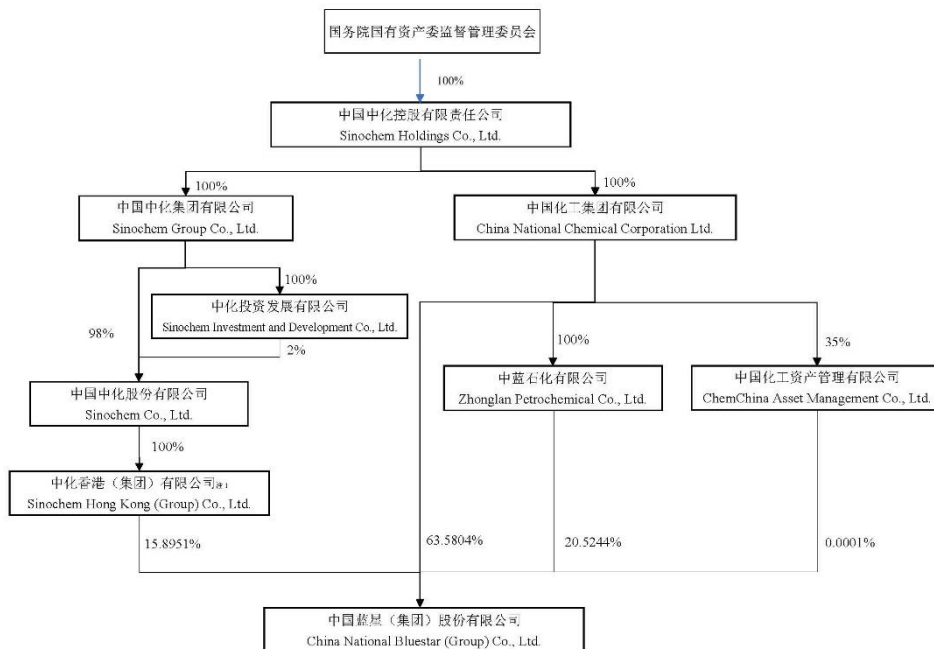 国务院国有资产委监督管理委员会
100%
中国中化控股有限责任公司
Sinochem Holdings Co., Ltd.
100%
100%
中国中化集团有限公司
Sinochem Group Co., Ltd.
中国化工集团有限公司
China National Chemical Corporation Ltd.
100%
中化投资发展有限公司
Sinochem Investment and Development Co., Ltd.
98%
2%
100%
35%
中国中化股份有限公司
Sinochem Co., Ltd.
中蓝石化有限公司
Zhonglan Petrochemical Co., Ltd.
中国化工资产管理有限公司
ChemChina Asset Management Co., Ltd.
100%
中化香港（集团）有限公司注1
Sinochem Hong Kong (Group) Co., Ltd.
15.8951%
63.5804%
20.5244%
0.0001%
中国蓝星（集团）股份有限公司
China National Bluestar (Group) Co., Ltd.